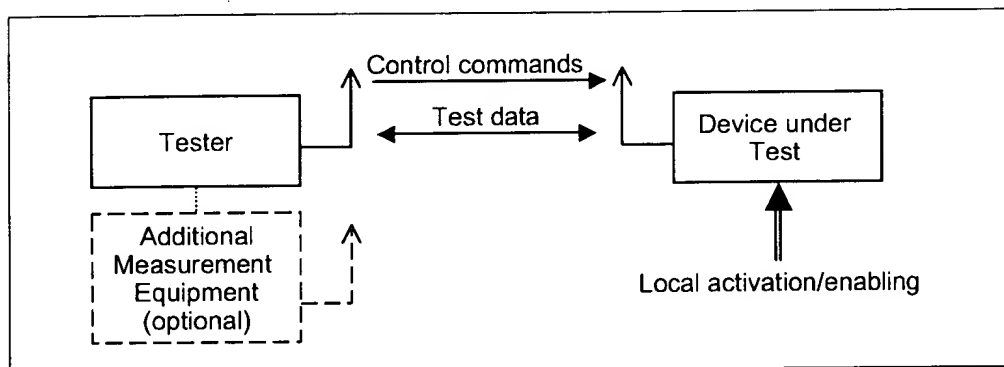 Control commands
Test data
Tester
Device under
Test
Additional
Measurement
Equipment
(optional)
Local activation/enabling